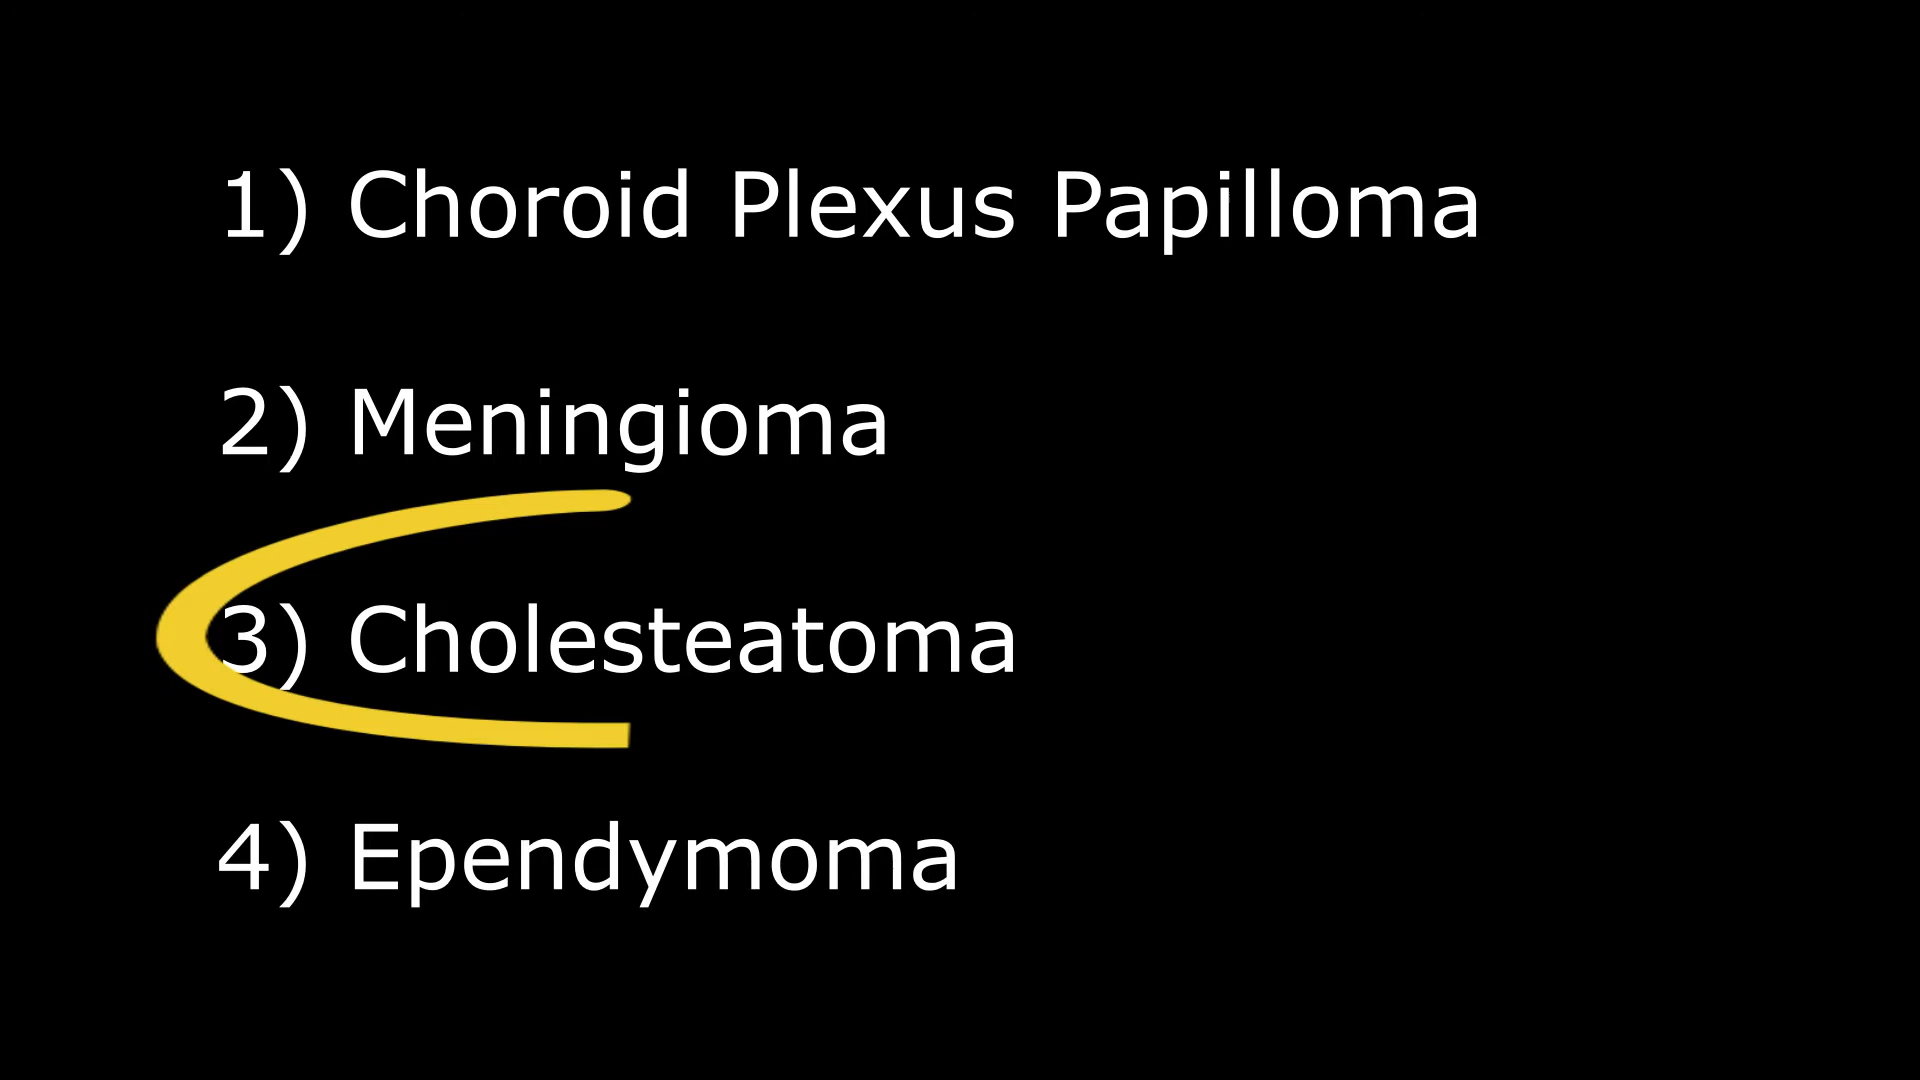 1) Choroid Plexus Papilloma
2) Meningioma
3) Cholesteatoma
4) Ependymoma